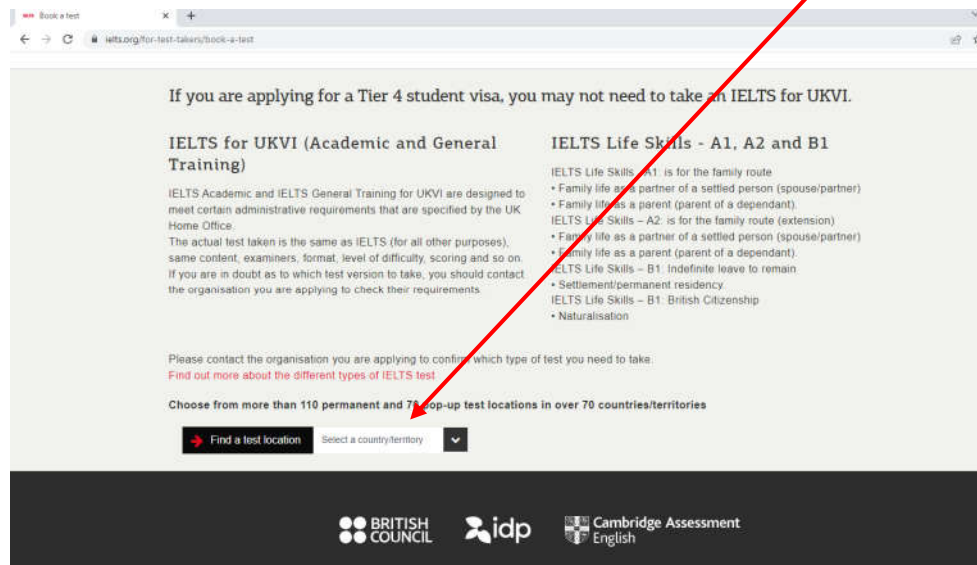 Book a test
ielts.org/for-test-takers/book-a-test
If you are applying for a Tier 4 student visa, you may not need to take an IELTS for UKVI.
IELTS for UKVI (Academic and General
Training)
IELTS Academic and IELTS General Training for UKVI are designed to
meet certain administrative requirements that are specified by the UK
Home Office.
The actual test taken is the same as IELTS (for all other purposes),
same content, examiners, format, level of difficulty, scoring and so on.
If you are in doubt as to which test version to take, you should contact
the organisation you are applying to check their requirements
IELTS Life Skills - A1, A2 and B1
IELTS Life Skills - A1: is for the family route
• Family life as a partner of a settled person (spouse/partner)
• Family life as a parent (parent of a dependant).
IELTS Life Skills – A2: is for the family route (extension)
• Family life as a partner of a settled person (spouse/partner)
• Family life as a parent (parent of a dependant).
IELTS Life Skills – B1: Indefinite leave to remain
• Settlement/permanent residency.
IELTS Life Skills – B1: British Citizenship
• Naturalisation
Please contact the organisation you are applying to confirm which type of test you need to take.
Find out more about the different types of IELTS test
Choose from more than 110 permanent and pop-up test locations in over 70 countries/territories
Find a test location
Select a country/territory
BRITISH
COUNCIL
idp
Cambridge Assessment
English